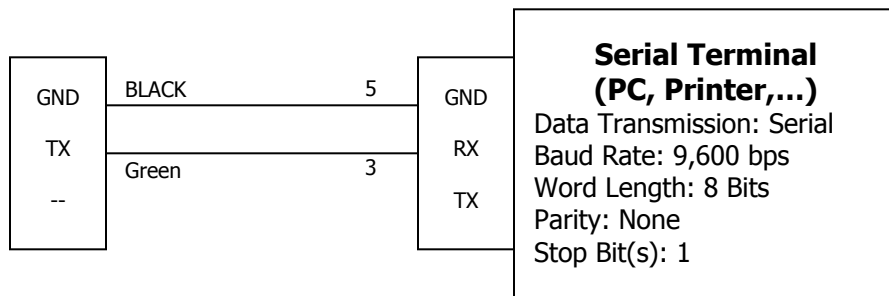 GND
TX
--
BLACK 5
Green 3
GND
RX
TX
Serial Terminal
(PC, Printer,...)
Data Transmission: Serial
Baud Rate: 9,600 bps
Word Length: 8 Bits
Parity: None
Stop Bit(s): 1